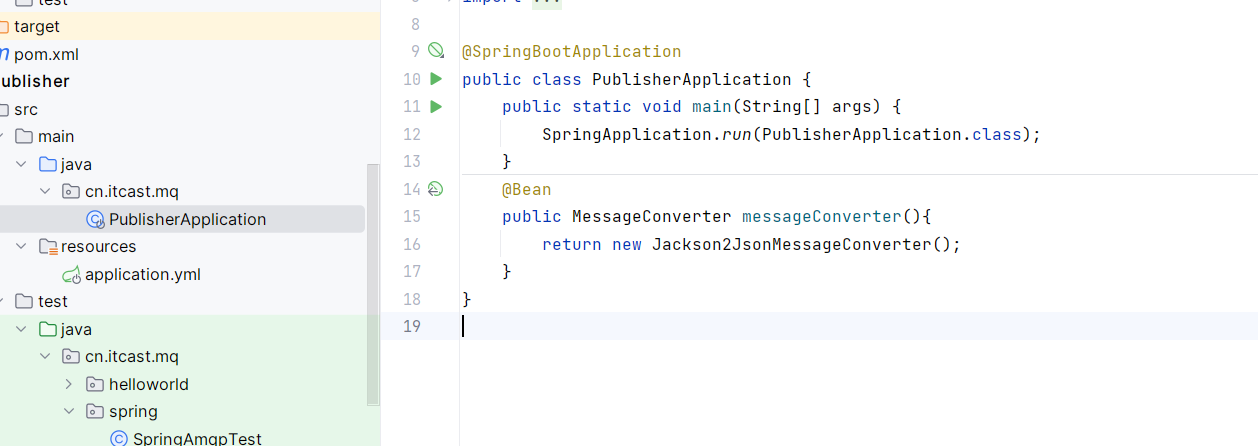 test
target
pom.xml
ublisher
src
main
java
cn.itcast.mq
PublisherApplication
resources
application.yml
test
java
cn.itcast.mq
helloworld
spring
SpringAmqpTest
import ...
8
9 @SpringBootApplication
10 public class PublisherApplication {
11 public static void main(String[] args) {
12 SpringApplication.run(PublisherApplication.class);
13 }
14 @Bean
15 public MessageConverter messageConverter(){
16 return new Jackson2JsonMessageConverter();
17 }
18 }
19